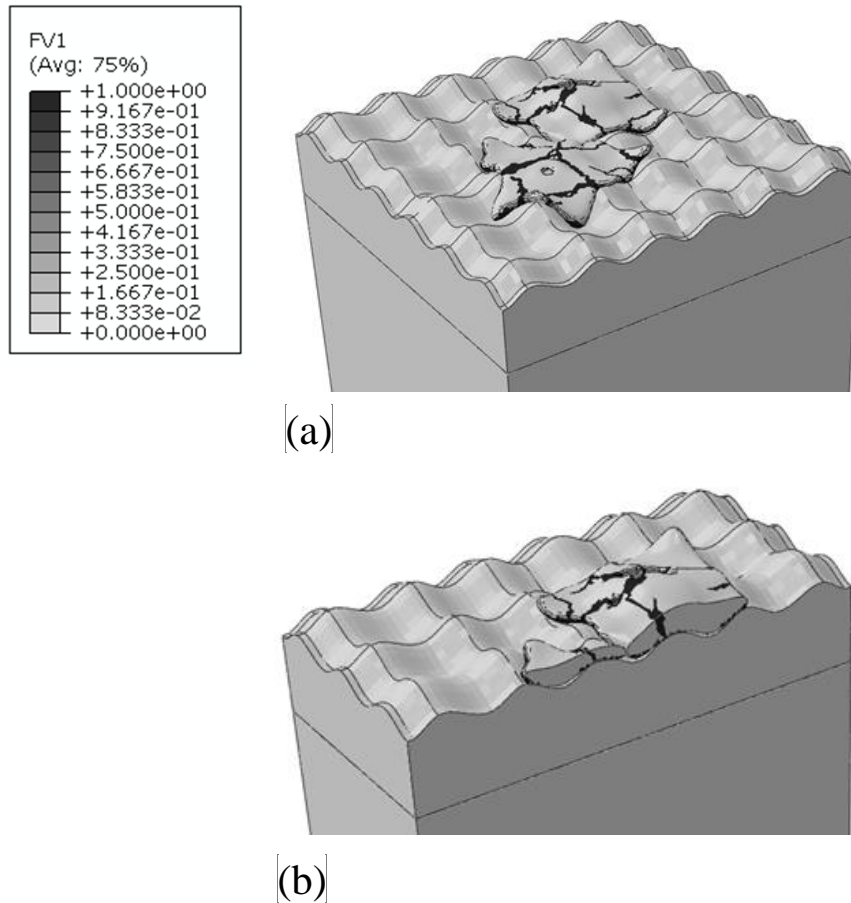 FV1
(Avg: 75%)
+1.000e+00
+9.167e-01
+8.333e-01
+7.500e-01
+6.667e-01
+5.833e-01
+5.000e-01
+4.167e-01
+3.333e-01
+2.500e-01
+1.667e-01
+8.333e-02
+0.000e+00
(a)
(b)